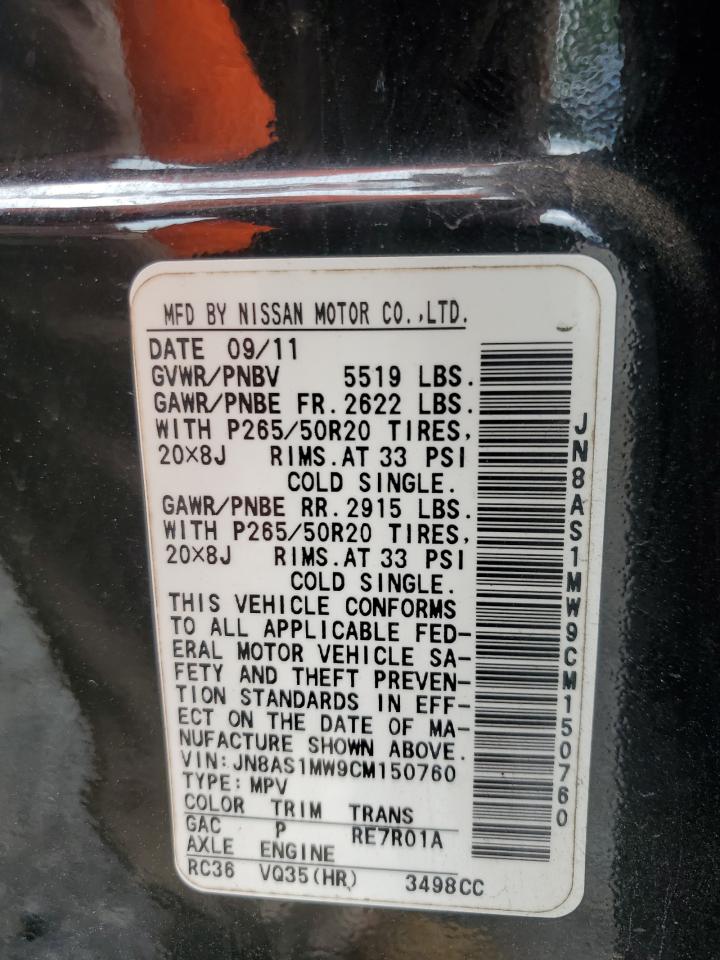 MFD BY NISSAN MOTOR CO.,LTD.
DATE 09/11
GVWR/PNBV 5519 LBS.
GAWR/PNBE FR. 2622 LBS.
WITH P265/50R20 TIRES,
20×8J RIMS. AT 33 PSI
COLD SINGLE.
GAWR/PNBE RR. 2915 LBS.
WITH P265/50R20 TIRES,
20×8J RIMS. AT 33 PSI
COLD SINGLE.
THIS VEHICLE CONFORMS
TO ALL APPLICABLE FED-
ERAL MOTOR VEHICLE SA-
FETY AND THEFT PREVEN-
TION STANDARDS IN EFF-
ECT ON THE DATE OF MA-
NUFACTURE SHOWN ABOVE.
VIN: JN8AS1MW9CM150760
TYPE: MPV
COLOR TRIM TRANS
GAC P RE7R01A
AXLE ENGINE
RC36 VQ35(HR) 3498CC
JN8AS1MW9CM150760